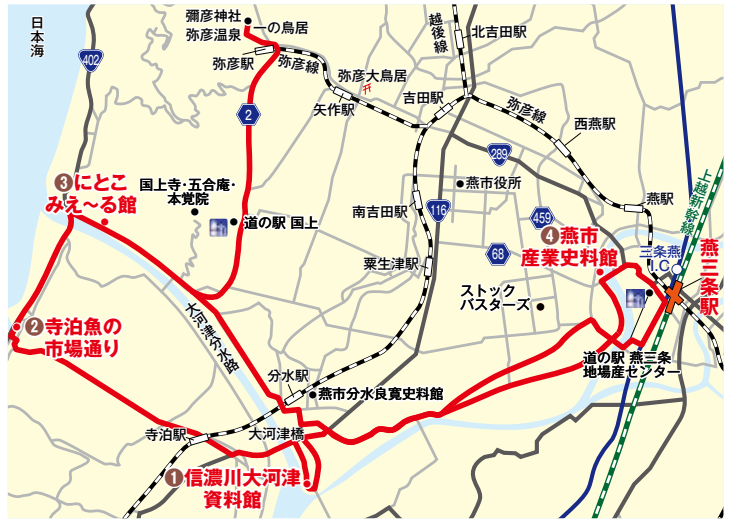 日本海
402
彌彦神社
一の鳥居
弥彦温泉
弥彦駅
弥彦線
弥彦大鳥居
矢作駅
越後線
北吉田駅
吉田駅
弥彦線
西燕駅
2
289
燕市役所
燕駅
上越新幹線
❸にとこ
みえ〜る館
国上寺・五合庵・
本覚院
道の駅 国上
南吉田駅
116
459
❹燕市
産業史料館
三条燕
I.C
燕三条駅
粟生津駅
68
ストック
バスターズ
❷寺泊魚の
市場通り
大河津分水路
道の駅 燕三条
地場産センター
分水駅
燕市分水良寛史料館
寺泊駅
大河津橋
❶信濃川大河津
資料館